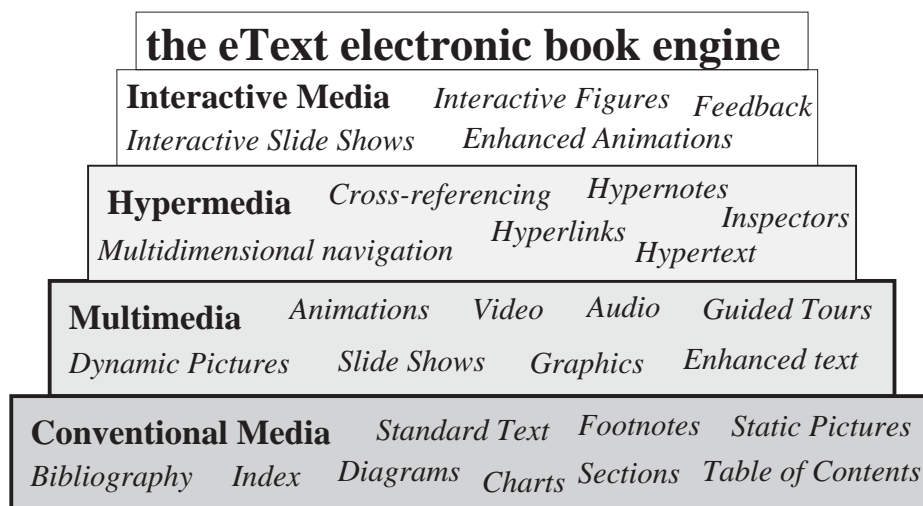 the eText electronic book engine
Interactive Media Interactive Figures Feedback
Interactive Slide Shows Enhanced Animations
Hypermedia Cross-referencing Hypernotes
Multidimensional navigation Hyperlinks Hypertext Inspectors
Multimedia Animations Video Audio Guided Tours
Dynamic Pictures Slide Shows Graphics Enhanced text
Conventional Media Standard Text Footnotes Static Pictures
Bibliography Index Diagrams Charts Sections Table of Contents